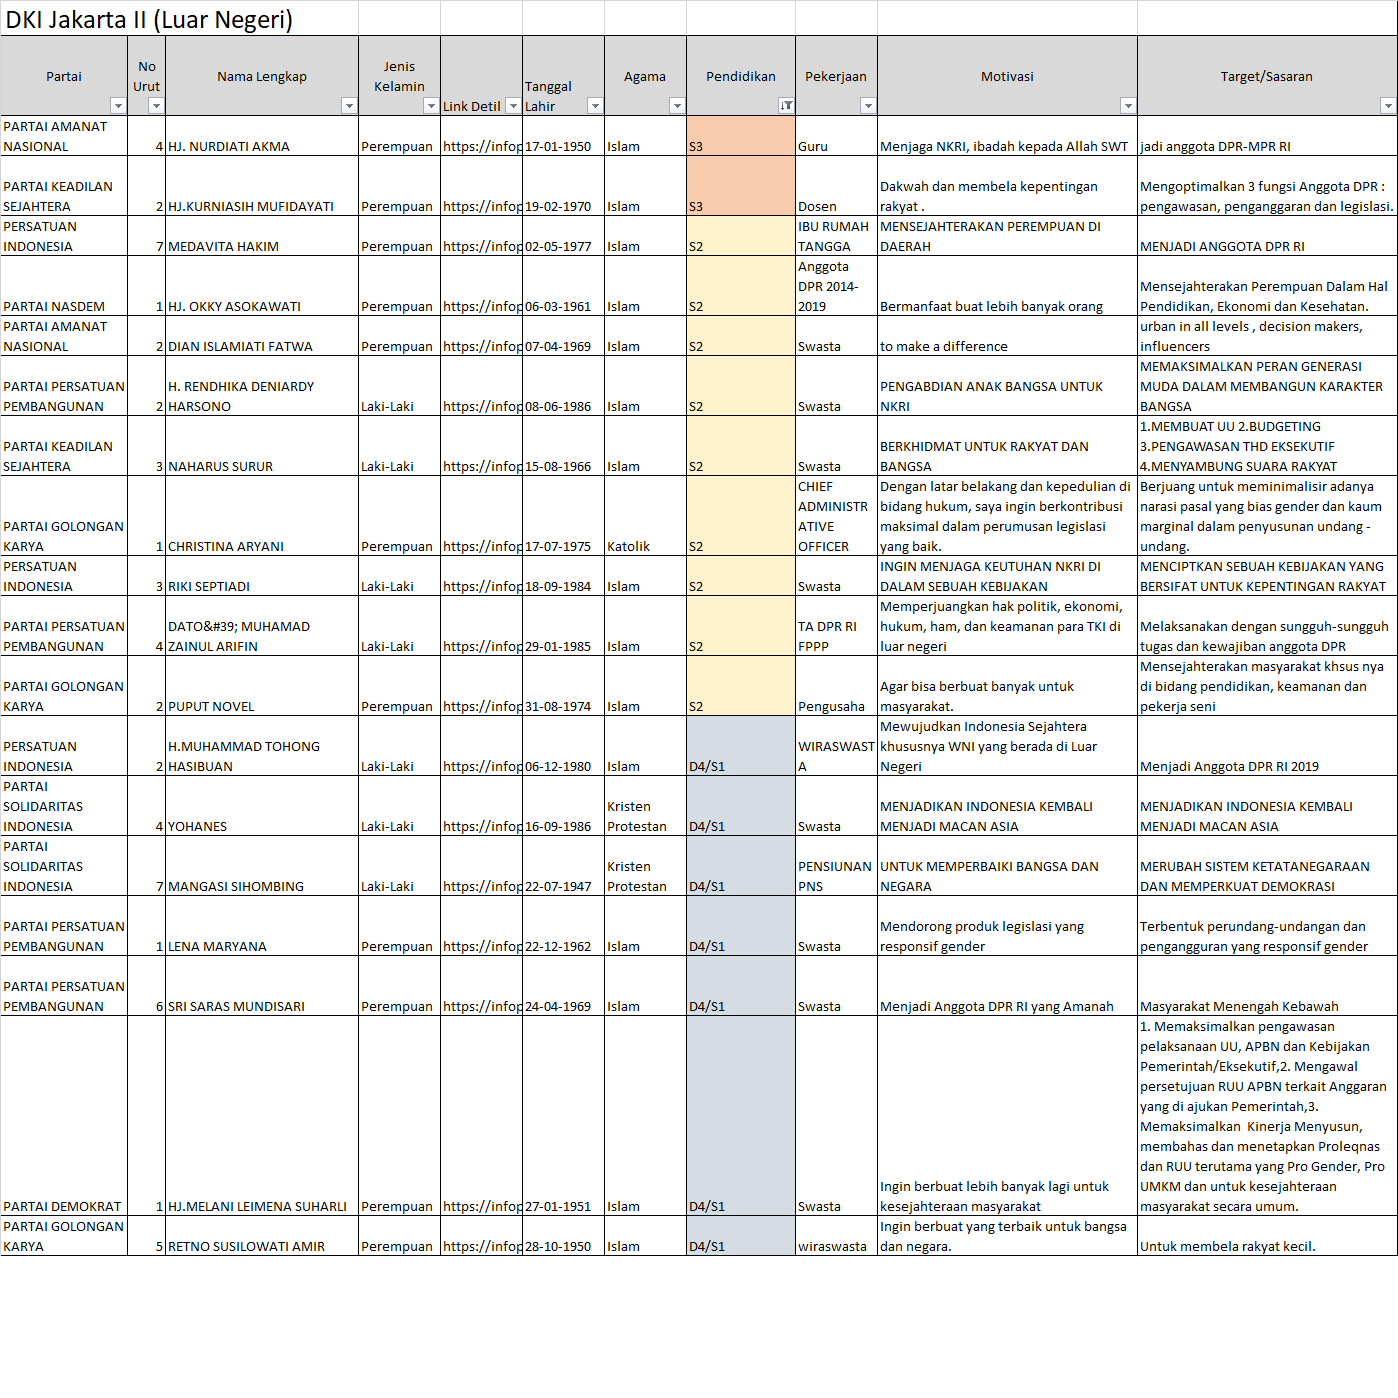 DKI Jakarta II (Luar Negeri)
Partai
No
Urut
Nama Lengkap
Jenis
Kelamin
Link Detil
Tanggal
Lahir
Agama
Pendidikan
Pekerjaan
Motivasi
Target/Sasaran
PARTAI AMANAT
NASIONAL
4
HJ. NURDIATI AKMA
Perempuan
https://infop
17-01-1950
Islam
S3
Guru
Menjaga NKRI, ibadah kepada Allah SWT
jadi anggota DPR-MPR RI
PARTAI KEADILAN
SEJAHTERA
2
HJ.KURNIASIH MUFIDAYATI
Perempuan
https://infop
19-02-1970
Islam
S3
Dosen
Dakwah dan membela kepentingan
rakyat .
Mengoptimalkan 3 fungsi Anggota DPR :
pengawasan, penganggaran dan legislasi.
PERSATUAN
INDONESIA
7
MEDAVITA HAKIM
Perempuan
https://infop
02-05-1977
Islam
S2
IBU RUMAH
TANGGA
MENSEJAHTERAKAN PEREMPUAN DI
DAERAH
MENJADI ANGGOTA DPR RI
PARTAI NASDEM
1
HJ. OKKY ASOKAWATI
Perempuan
https://infop
06-03-1961
Islam
S2
Anggota
DPR 2014-
2019
Bermanfaat buat lebih banyak orang
Mensejahterakan Perempuan Dalam Hal
Pendidikan, Ekonomi dan Kesehatan.
PARTAI AMANAT
NASIONAL
2
DIAN ISLAMIATI FATWA
Perempuan
https://infop
07-04-1969
Islam
S2
Swasta
to make a difference
urban in all levels , decision makers,
influencers
PARTAI PERSATUAN
PEMBANGUNAN
2
H. RENDHIKA DENIARDY
HARSONO
Laki-Laki
https://infop
08-06-1986
Islam
S2
Swasta
PENGABDIAN ANAK BANGSA UNTUK
NKRI
MEMAKSIMALKAN PERAN GENERASI
MUDA DALAM MEMBANGUN KARAKTER
BANGSA
PARTAI KEADILAN
SEJAHTERA
3
NAHARUS SURUR
Laki-Laki
https://infop
15-08-1966
Islam
S2
Swasta
BERKHIDMAT UNTUK RAKYAT DAN
BANGSA
1.MEMBUAT UU 2.BUDGETING
3.PENGAWASAN THD EKSEKUTIF
4.MENYAMBUNG SUARA RAKYAT
PARTAI GOLONGAN
KARYA
1
CHRISTINA ARYANI
Perempuan
https://infop
17-07-1975
Katolik
S2
CHIEF
ADMINISTR
ATIVE
OFFICER
Dengan latar belakang dan kepedulian di
bidang hukum, saya ingin berkontribusi
maksimal dalam perumusan legislasi
yang baik.
Berjuang untuk meminimalisir adanya
narasi pasal yang bias gender dan kaum
marginal dalam penyusunan undang -
undang.
PERSATUAN
INDONESIA
3
RIKI SEPTIADI
Laki-Laki
https://infop
18-09-1984
Islam
S2
Swasta
INGIN MENJAGA KEUTUHAN NKRI DI
DALAM SEBUAH KEBIJAKAN
MENCIPTKAN SEBUAH KEBIJAKAN YANG
BERSIFAT UNTUK KEPENTINGAN RAKYAT
PARTAI PERSATUAN
PEMBANGUNAN
4
DATO&#39; MUHAMAD
ZAINUL ARIFIN
Laki-Laki
https://infop
29-01-1985
Islam
S2
TA DPR RI
FPPP
Memperjuangkan hak politik, ekonomi,
hukum, ham, dan keamanan para TKI di
luar negeri
Melaksanakan dengan sungguh-sungguh
tugas dan kewajiban anggota DPR
PARTAI GOLONGAN
KARYA
2
PUPUT NOVEL
Perempuan
https://infop
31-08-1974
Islam
S2
Pengusaha
Agar bisa berbuat banyak untuk
masyarakat.
Mensejahterakan masyarakat khsus nya
di bidang pendidikan, keamanan dan
pekerja seni
PERSATUAN
INDONESIA
2
H.MUHAMMAD TOHONG
HASIBUAN
Laki-Laki
https://infop
06-12-1980
Islam
D4/S1
WIRASWAST
A
Mewujudkan Indonesia Sejahtera
khususnya WNI yang berada di Luar
Negeri
Menjadi Anggota DPR RI 2019
PARTAI
SOLIDARITAS
INDONESIA
4
YOHANES
Laki-Laki
https://infop
16-09-1986
Kristen
Protestan
D4/S1
Swasta
MENJADIKAN INDONESIA KEMBALI
MENJADI MACAN ASIA
MENJADIKAN INDONESIA KEMBALI
MENJADI MACAN ASIA
PARTAI
SOLIDARITAS
INDONESIA
7
MANGASI SIHOMBING
Laki-Laki
https://infop
22-07-1947
Kristen
Protestan
D4/S1
PENSIUNAN
PNS
UNTUK MEMPERBAIKI BANGSA DAN
NEGARA
MERUBAH SISTEM KETATANEGARAAN
DAN MEMPERKUAT DEMOKRASI
PARTAI PERSATUAN
PEMBANGUNAN
1
LENA MARYANA
Perempuan
https://infop
22-12-1962
Islam
D4/S1
Swasta
Mendorong produk legislasi yang
responsif gender
Terbentuk perundang-undangan dan
pengangguran yang responsif gender
PARTAI PERSATUAN
PEMBANGUNAN
6
SRI SARAS MUNDISARI
Perempuan
https://infop
24-04-1969
Islam
D4/S1
Swasta
Menjadi Anggota DPR RI yang Amanah
Masyarakat Menengah Kebawah
PARTAI DEMOKRAT
1
HJ.MELANI LEIMENA SUHARLI
Perempuan
https://infop
27-01-1951
Islam
D4/S1
Swasta
Ingin berbuat lebih banyak lagi untuk
kesejahteraan masyarakat
1. Memaksimalkan pengawasan
pelaksanaan UU, APBN dan Kebijakan
Pemerintah/Eksekutif,2. Mengawal
persetujuan RUU APBN terkait Anggaran
yang di ajukan Pemerintah,3.
Memaksimalkan  Kinerja Menyusun,
membahas dan menetapkan Proleqnas
dan RUU terutama yang Pro Gender, Pro
UMKM dan untuk kesejahteraan
masyarakat secara umum.
PARTAI GOLONGAN
KARYA
5
RETNO SUSILOWATI AMIR
Perempuan
https://infop
28-10-1950
Islam
D4/S1
wiraswasta
Ingin berbuat yang terbaik untuk bangsa
dan negara.
Untuk membela rakyat kecil.